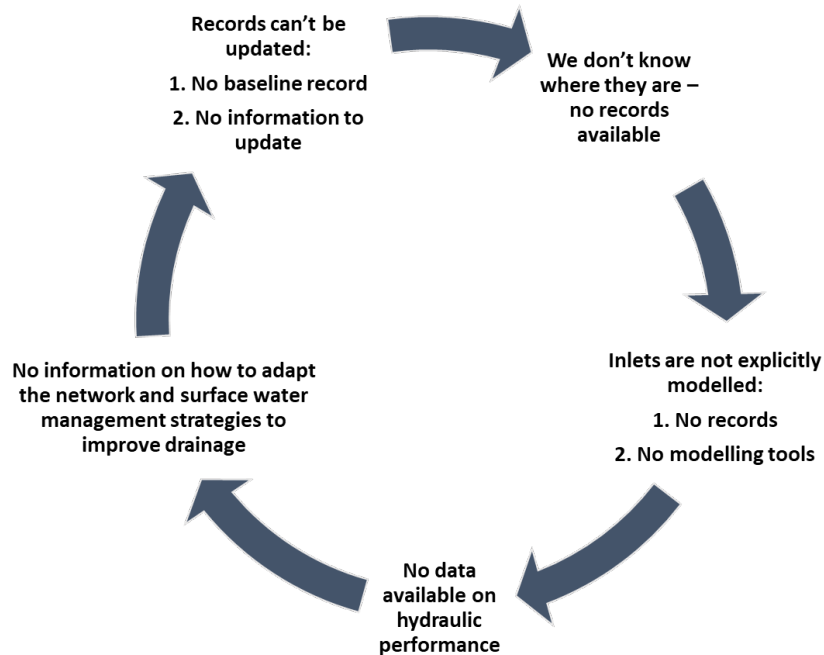 Records can’t be
updated:
1. No baseline record
2. No information to
update
We don’t know
where they are –
no records
available
Inlets are not explicitly
modelled:
1. No records
2. No modelling tools
No data
available on
hydraulic
performance
No information on how to adapt
the network and surface water
management strategies to
improve drainage